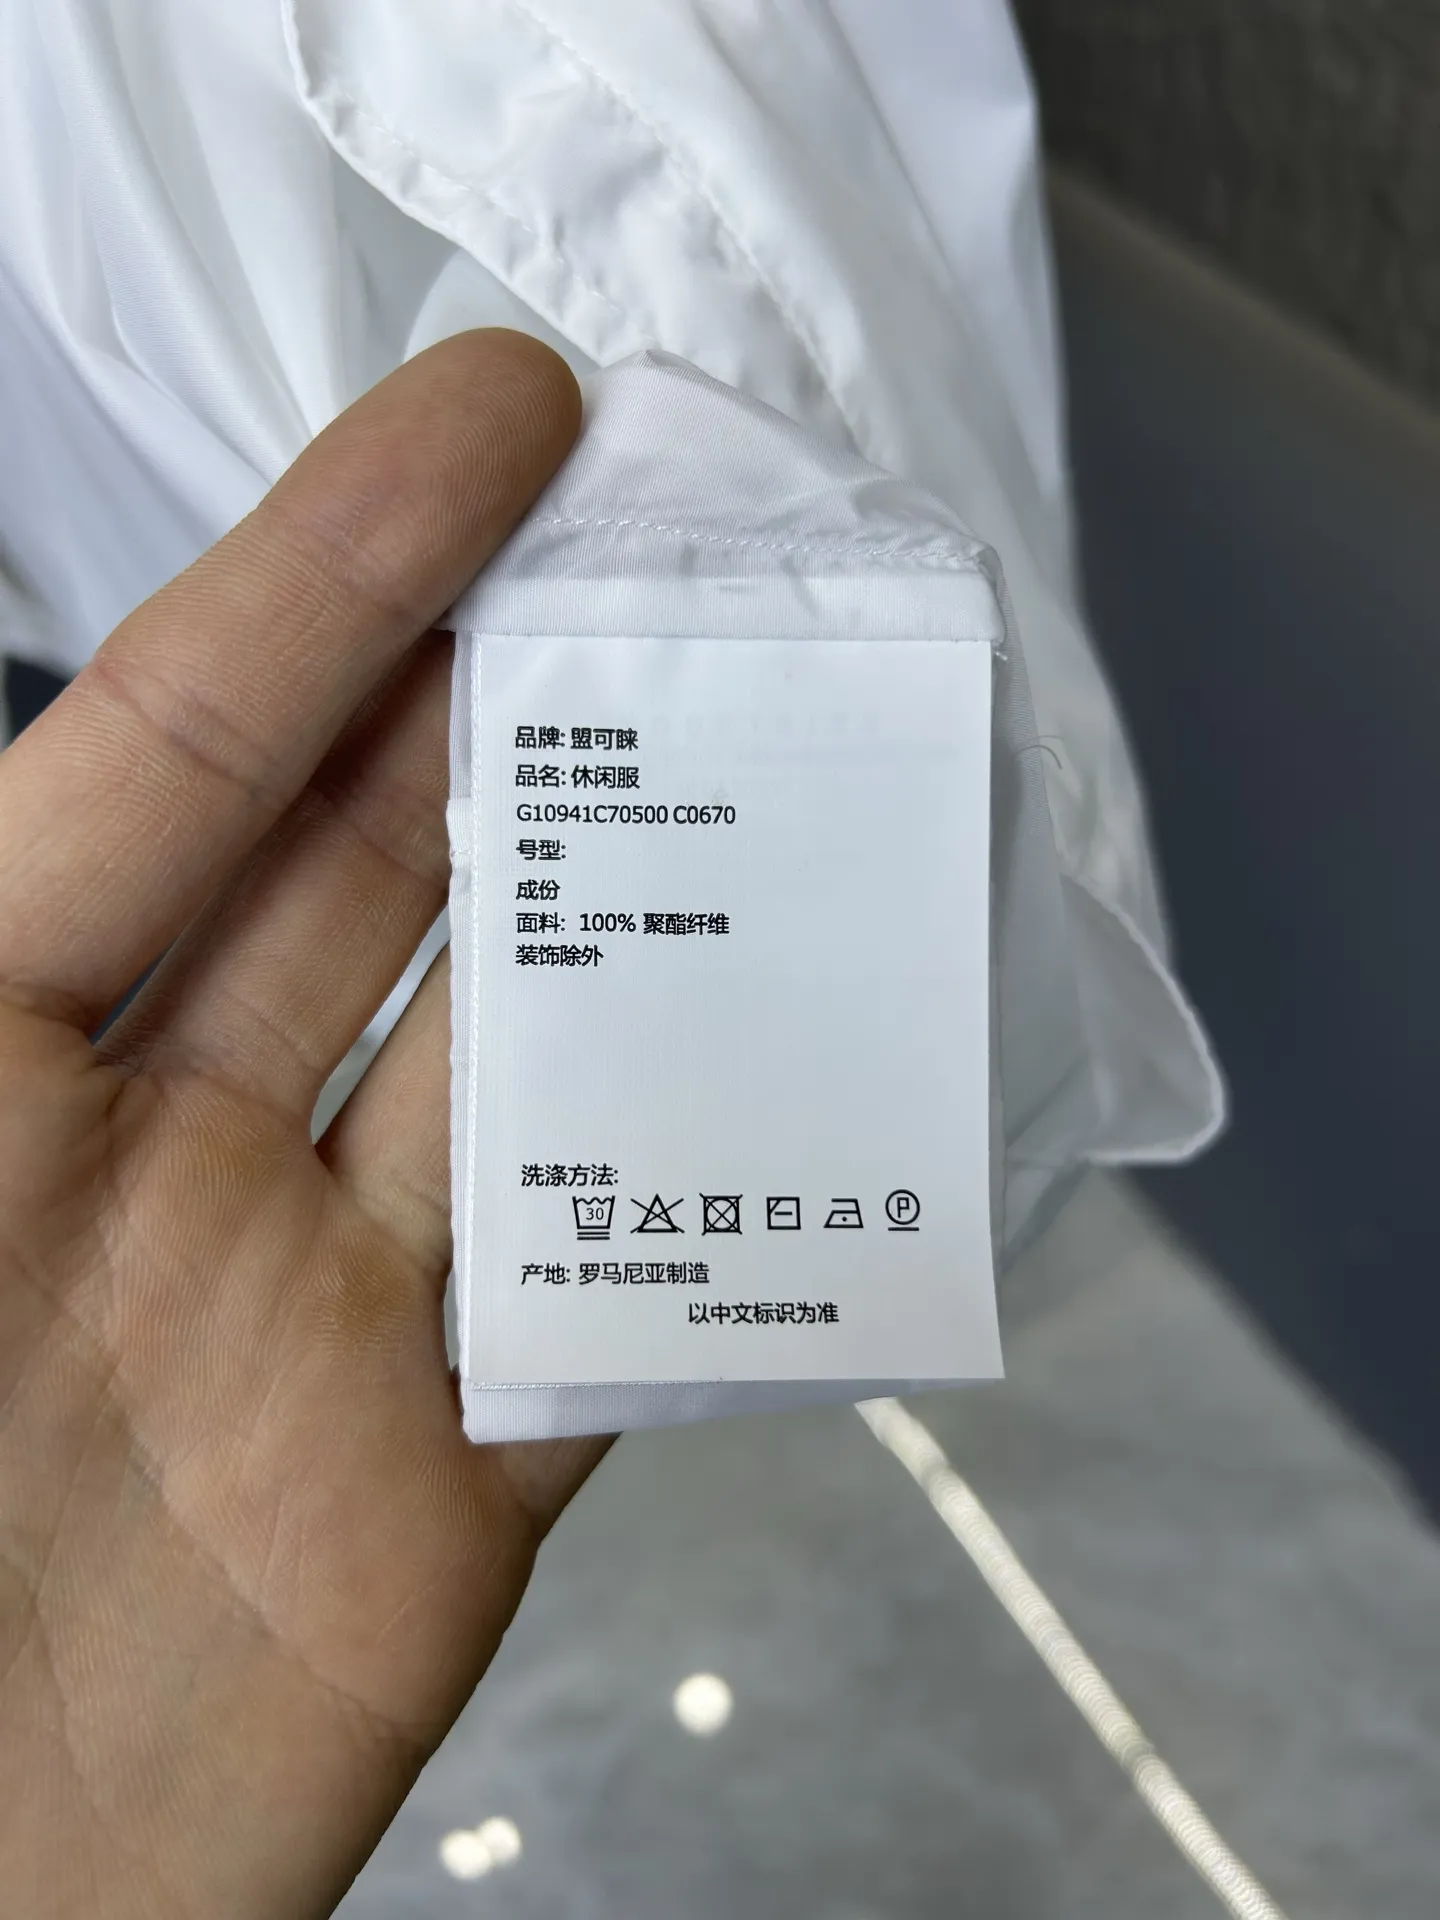 品牌: 盟可睐
品名: 休闲服
G10941C70500 C0670
号型:
成份
面料: 100% 聚酯纤维
装饰除外
洗涤方法:
30 P
产地: 罗马尼亚制造
以中文标识为准